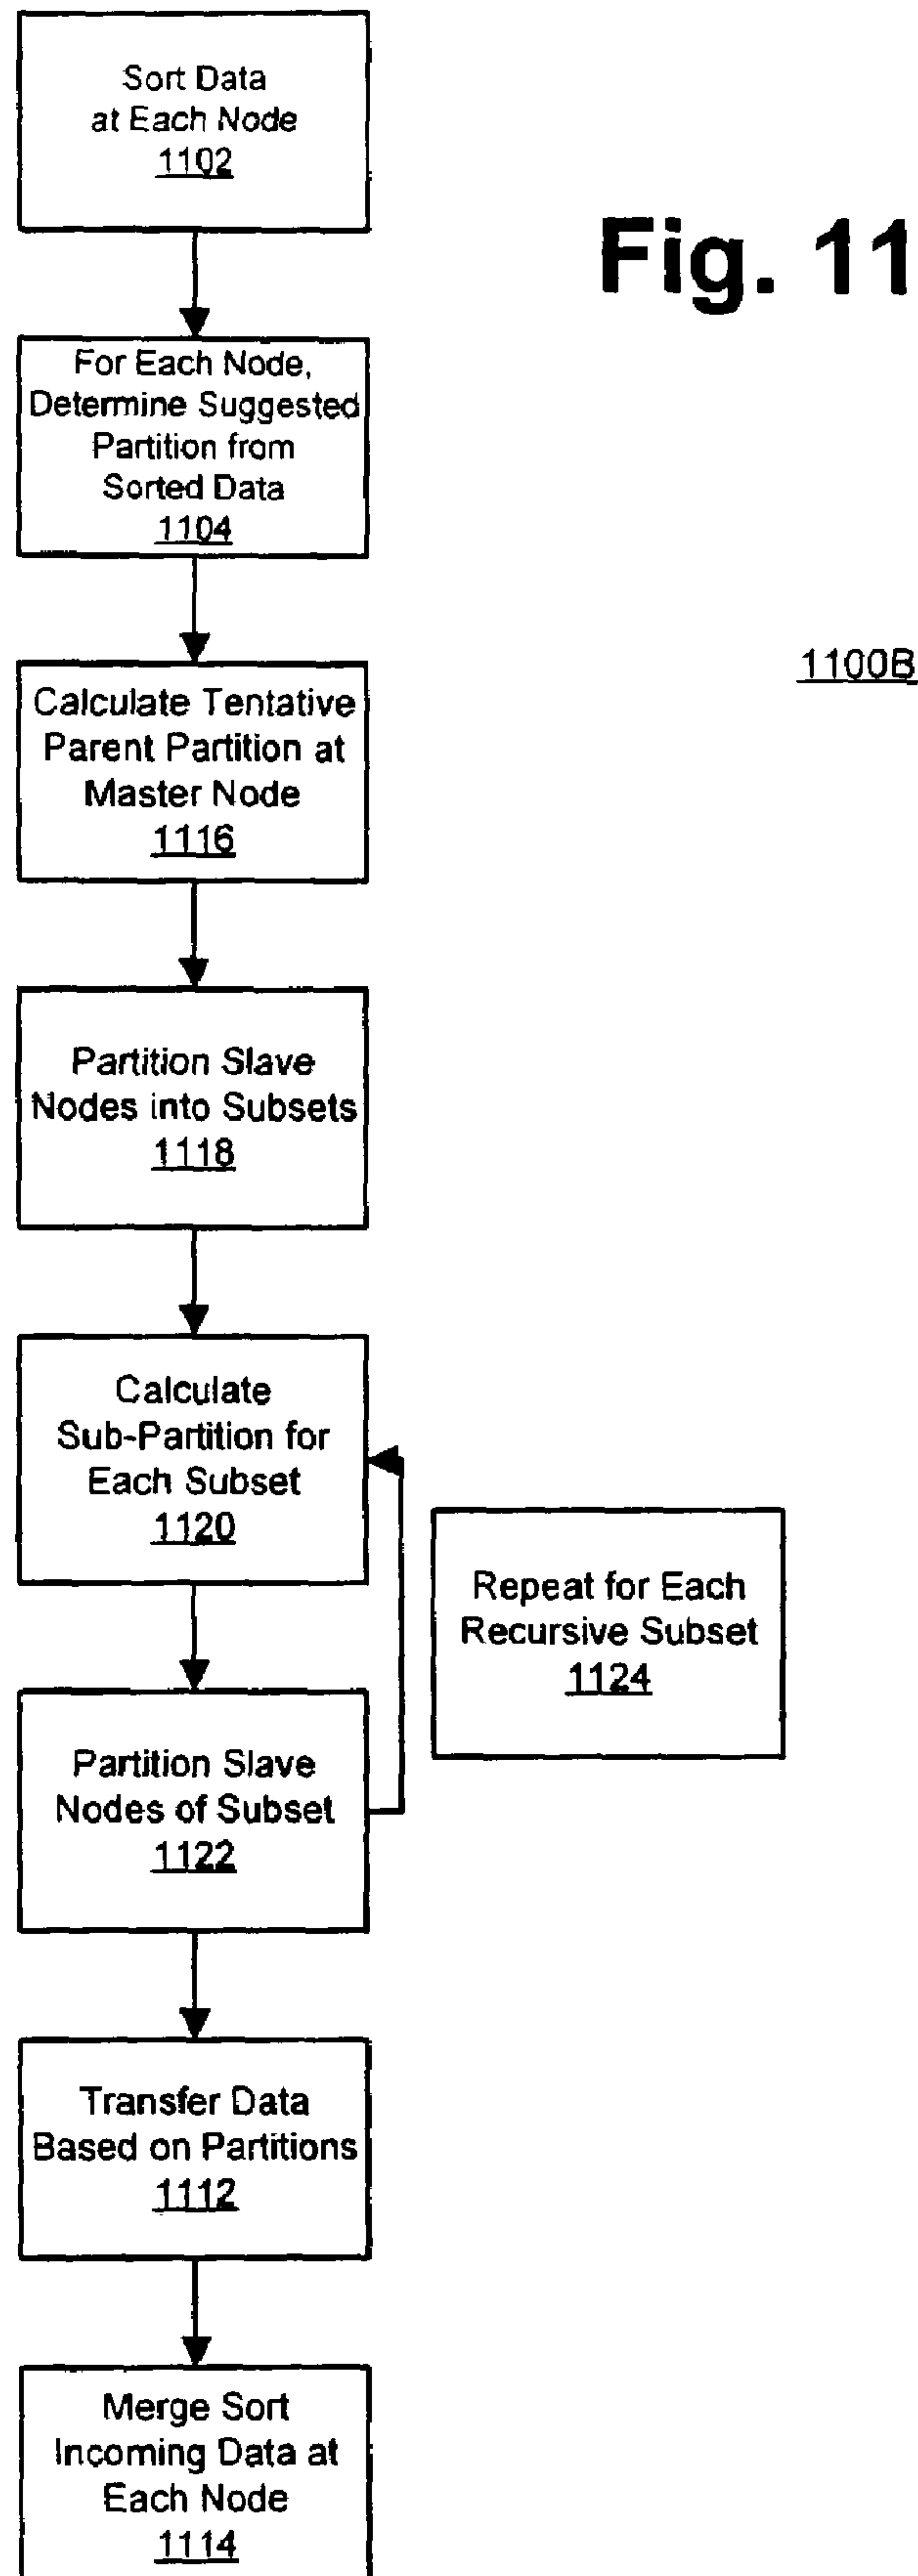 Sort Data
at Each Node
1102
Fig. 11
For Each Node,
Determine Suggested
Partition from
Sorted Data
1104
1100B
Calculate Tentative
Parent Partition at
Master Node
1116
Partition Slave
Nodes into Subsets
1118
Calculate
Sub-Partition for
Each Subset
1120
Repeat for Each
Recursive Subset
1124
Partition Slave
Nodes of Subset
1122
Transfer Data
Based on Partitions
1112
Merge Sort
Incoming Data at
Each Node
1114